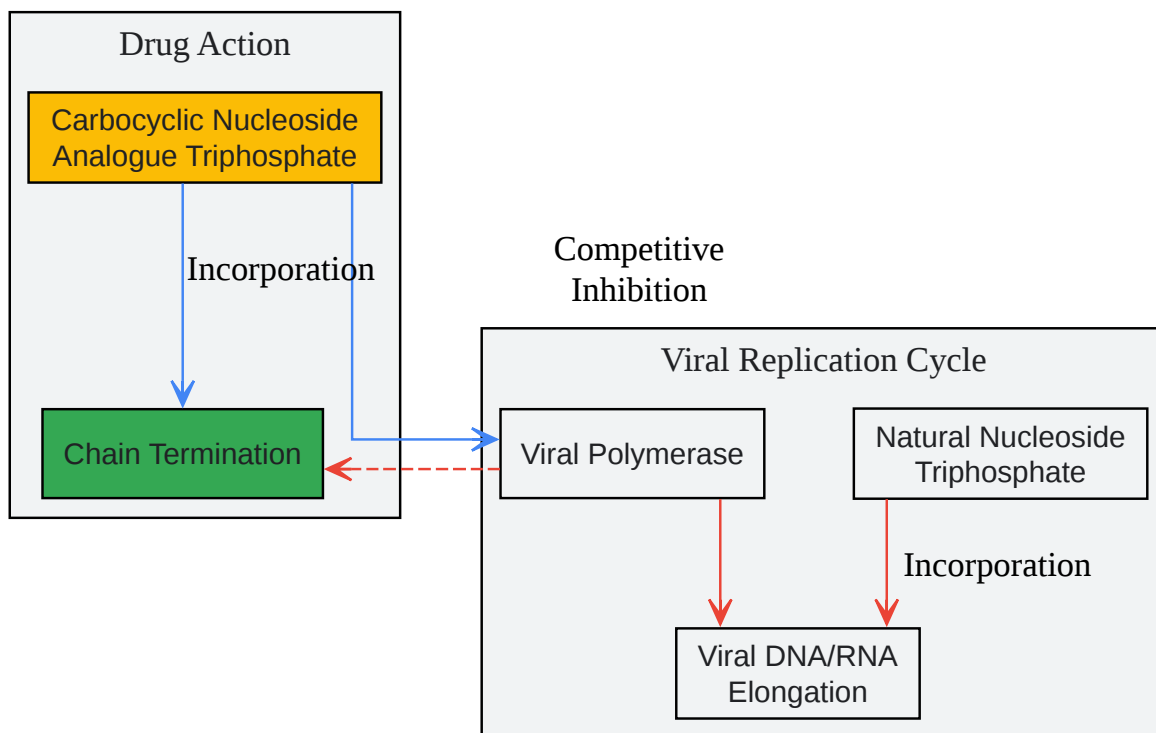 Drug Action
Carbocyclic Nucleoside
Analogue Triphosphate
Incorporation
Chain Termination
Competitive
Inhibition
Viral Replication Cycle
Viral Polymerase
Natural Nucleoside
Triphosphate
Incorporation
Viral DNA/RNA
Elongation